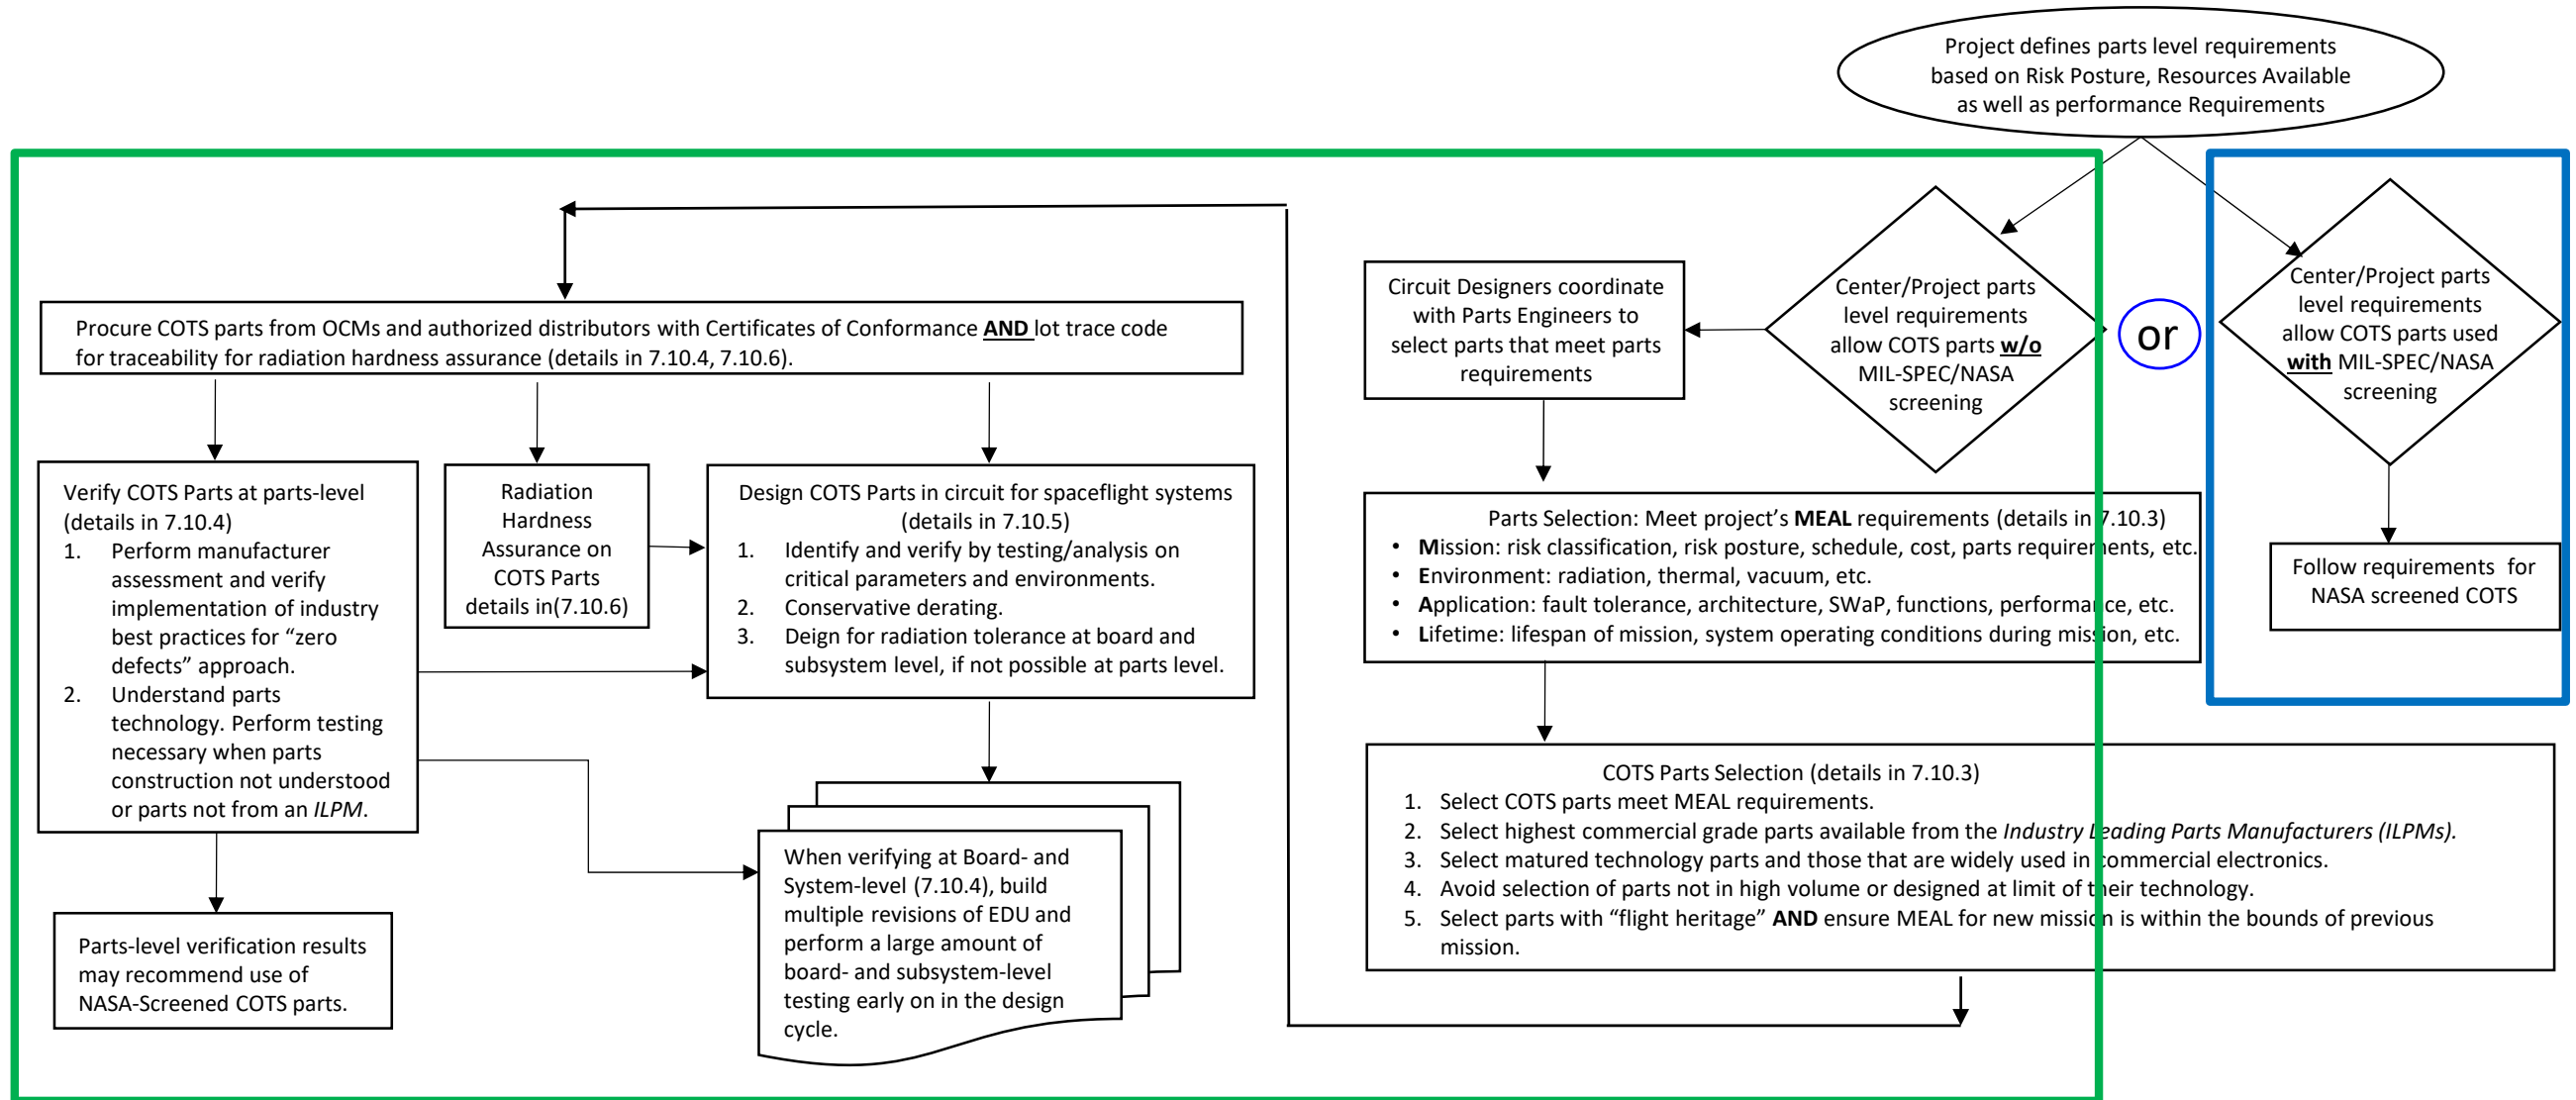 Project defines parts level requirements
based on Risk Posture, Resources Available
as well as performance Requirements
Center/Project parts
level requirements
allow COTS parts w/o
MIL-SPEC/NASA
screening
or
Center/Project parts
level requirements
allow COTS parts used
with MIL-SPEC/NASA
screening
Follow requirements for
NASA screened COTS
Circuit Designers coordinate
with Parts Engineers to
select parts that meet parts
requirements
Parts Selection: Meet project's MEAL requirements (details in 7.10.3)
• Mission: risk classification, risk posture, schedule, cost, parts requirements, etc.
• Environment: radiation, thermal, vacuum, etc.
• Application: fault tolerance, architecture, SWaP, functions, performance, etc.
• Lifetime: lifespan of mission, system operating conditions during mission, etc.
COTS Parts Selection (details in 7.10.3)
1. Select COTS parts meet MEAL requirements.
2. Select highest commercial grade parts available from the Industry Leading Parts Manufacturers (ILPMs).
3. Select matured technology parts and those that are widely used in commercial electronics.
4. Avoid selection of parts not in high volume or designed at limit of their technology.
5. Select parts with “flight heritage” AND ensure MEAL for new mission is within the bounds of previous
mission.
Procure COTS parts from OCMs and authorized distributors with Certificates of Conformance AND lot trace code
for traceability for radiation hardness assurance (details in 7.10.4, 7.10.6).
Verify COTS Parts at parts-level
(details in 7.10.4)
1. Perform manufacturer
assessment and verify
implementation of industry
best practices for “zero
defects” approach.
2. Understand parts
technology. Perform testing
necessary when parts
construction not understood
or parts not from an ILPM.
Radiation
Hardness
Assurance on
COTS Parts
details in(7.10.6)
Design COTS Parts in circuit for spaceflight systems
(details in 7.10.5)
1. Identify and verify by testing/analysis on
critical parameters and environments.
2. Conservative derating.
3. Deign for radiation tolerance at board and
subsystem level, if not possible at parts level.
Parts-level verification results
may recommend use of
NASA-Screened COTS parts.
When verifying at Board- and
System-level (7.10.4), build
multiple revisions of EDU and
perform a large amount of
board- and subsystem-level
testing early on in the design
cycle.